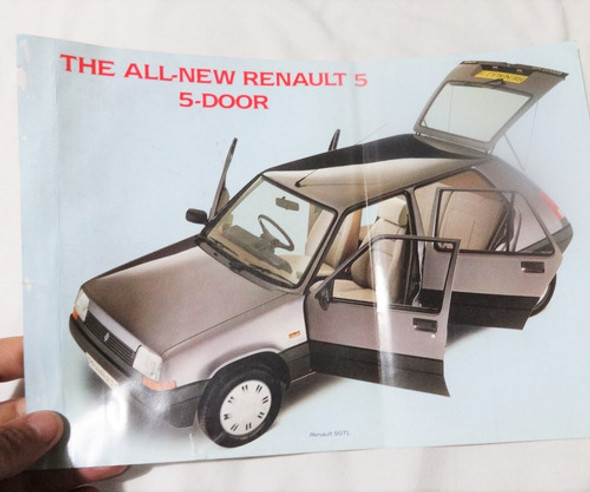 THE ALL-NEW RENAULT 5
5-DOOR
Renault 5GTL